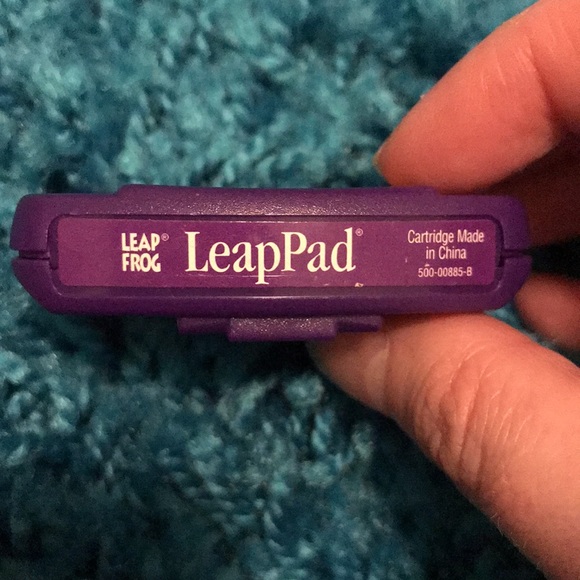 LEAP®
FROG
LeapPad®
Cartridge Made
in China
500-00885-B